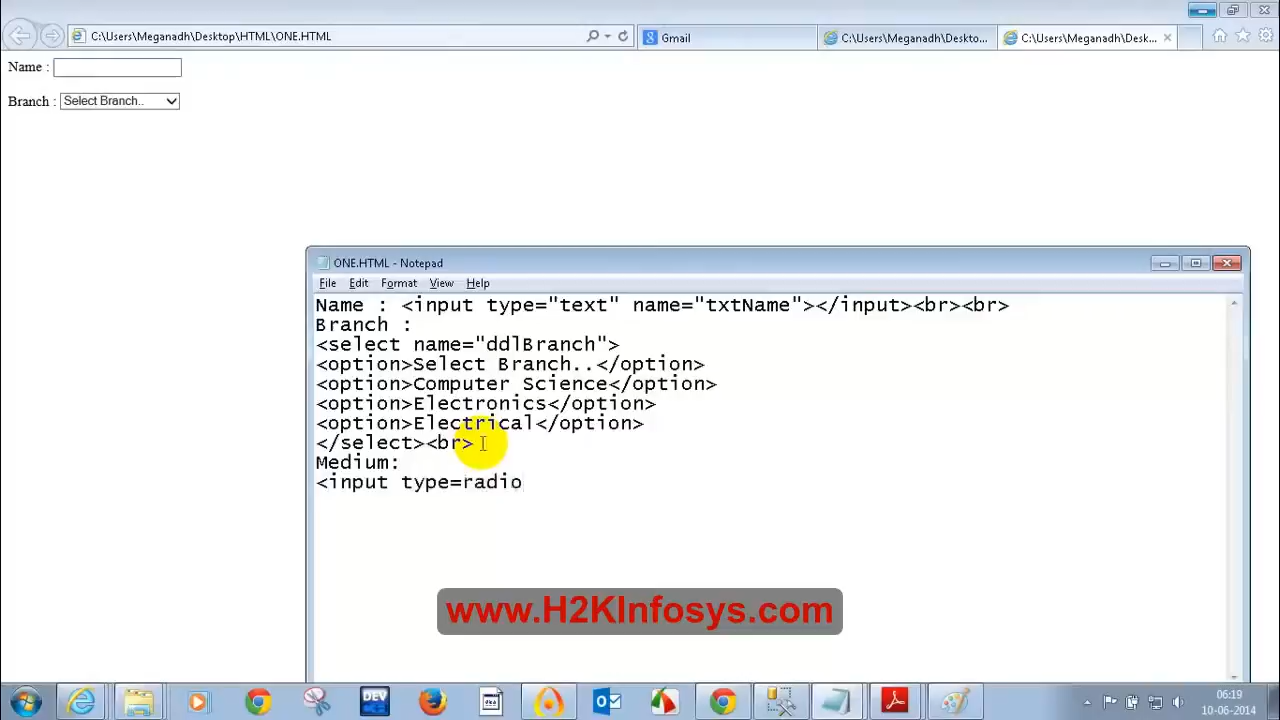 C:\Users\Meganadh\Desktop\HTML\ONE.HTML
Gmail
C:\Users\Meganadh\Deskto...
C:\Users\Meganadh\Desk...
Name :
Branch : Select Branch..
ONE.HTML - Notepad
File Edit Format View Help
Name : <input type="text" name="txtName"></input><br><br>
Branch :
<select name="ddlBranch">
<option>Select Branch..</option>
<option>Computer Science</option>
<option>Electronics</option>
<option>Electrical</option>
</select><br>
Medium:
<input type=radio
www.H2KInfosys.com
DEV
06:19
10-06-2014